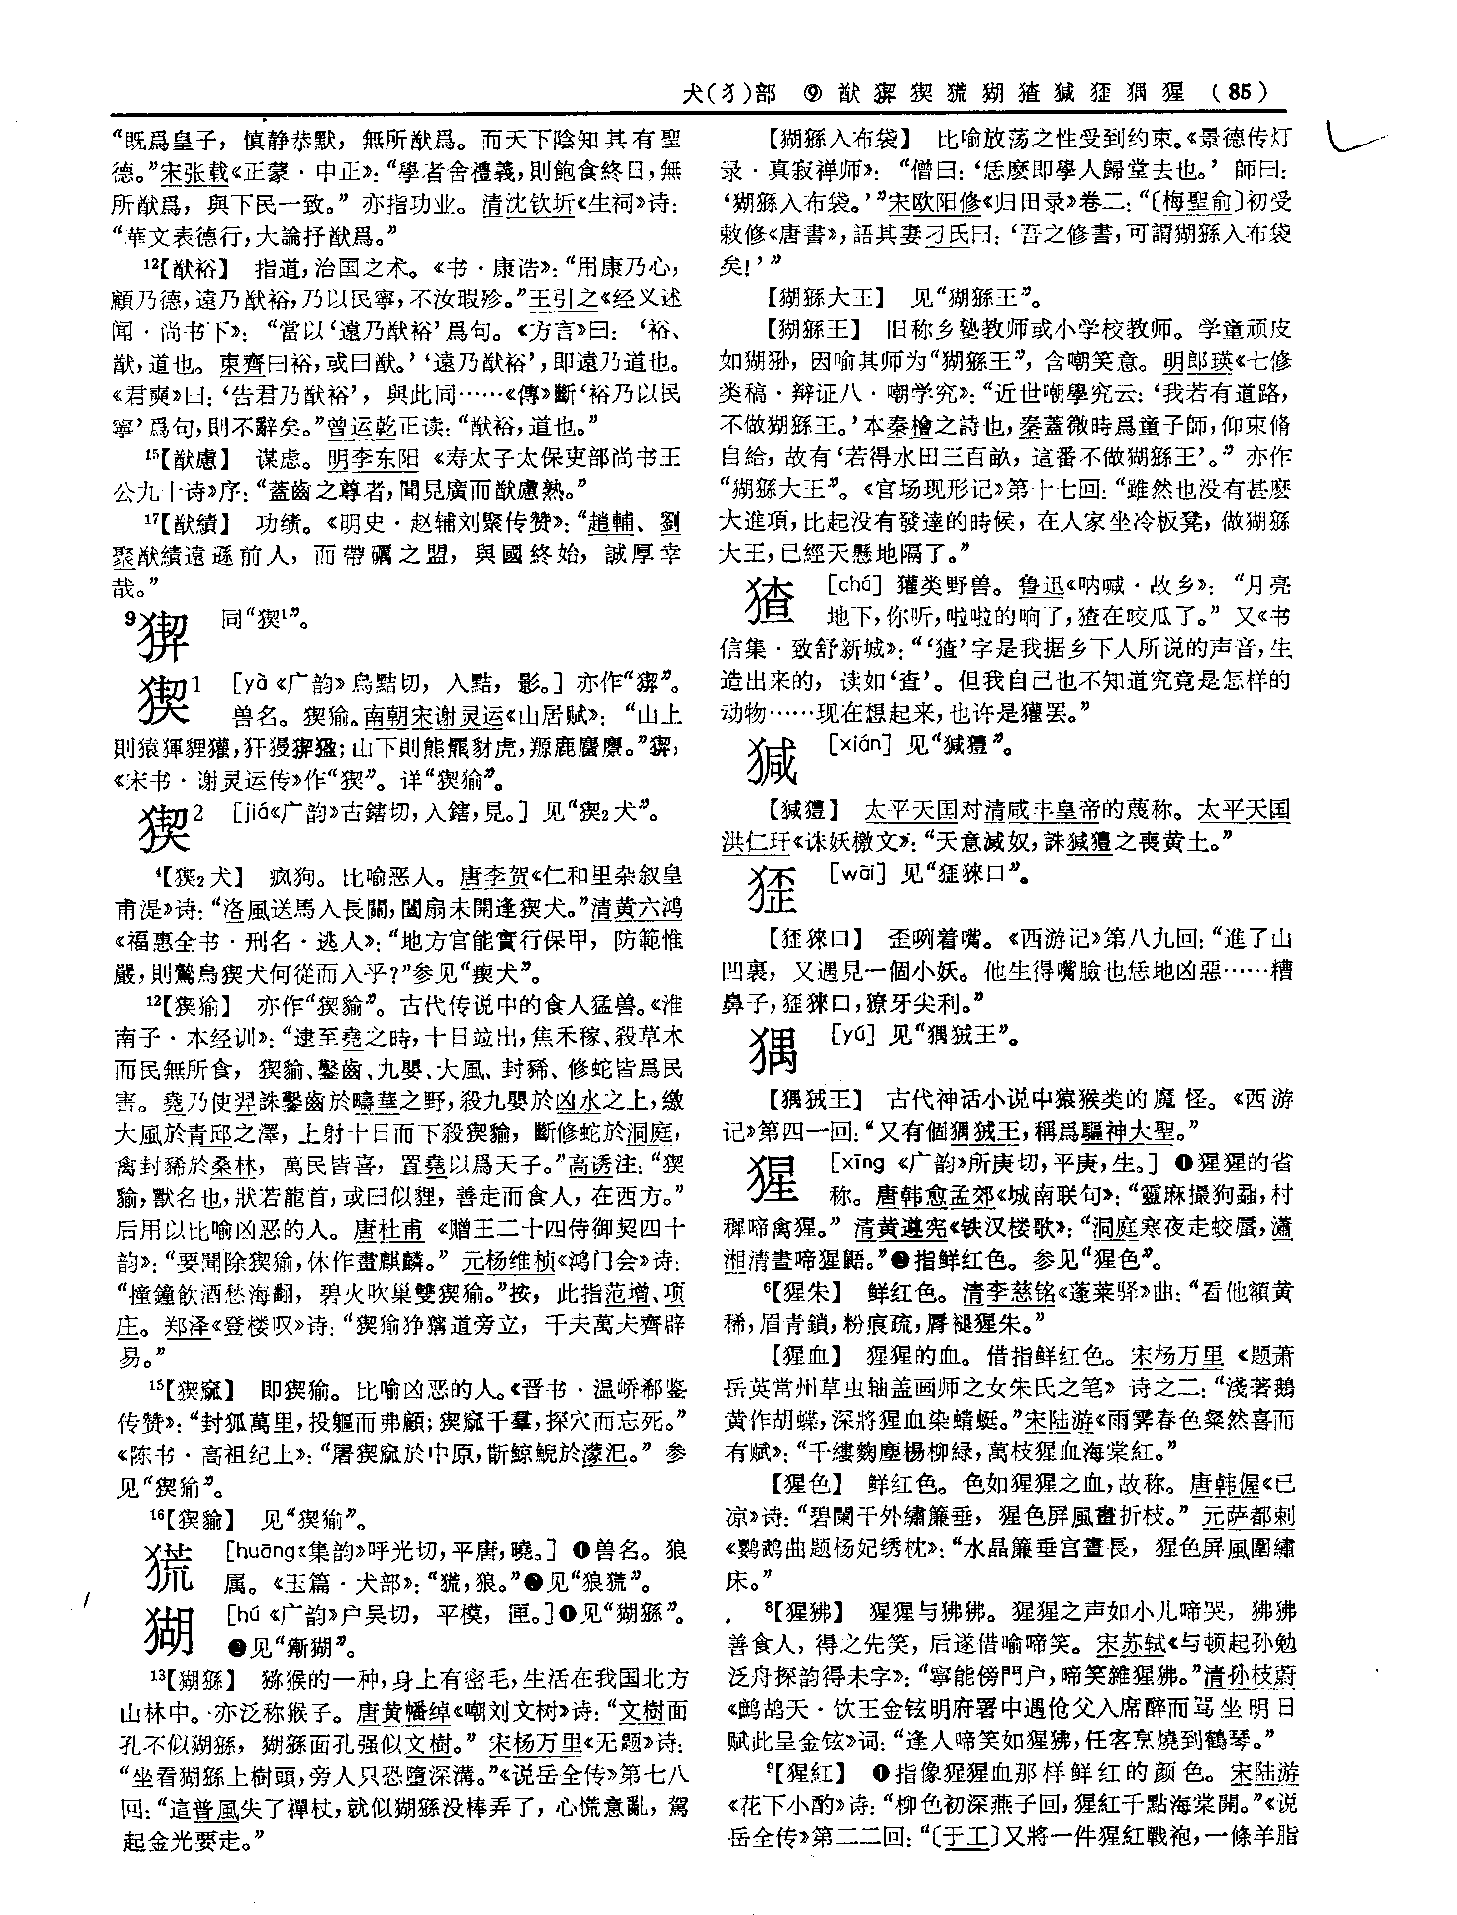 犬(犭)部 ⑨ 猷猰猰㹰猢猹㺂㹻㺄猩 (85)
“既爲皇子，慎静恭默，無所猷爲。而天下陰知其有聖
德。”宋张载《正蒙·中正》：“學者舍禮義，則飽食終日，無
所猷爲，與下民一致。” 亦指功业。清沈钦圻《生祠》诗：
“華文表德行，大論抒猷爲。”
12【猷裕】 指道，治国之术。《书·康诰》：“用康乃心，
顧乃德，遠乃猷裕，乃以民寧，不汝瑕殄。”王引之《经义述
闻·尚书下》：“當以‘遠乃猷裕’爲句。《方言》曰：‘裕、
猷，道也。東齊曰裕，或曰猷。’‘遠乃猷裕’，即遠乃道也。
《君奭》曰：‘告君乃猷裕’，與此同……《傳》斷‘裕乃以民
寧’爲句，則不辭矣。”曾运乾正读：“猷裕，道也。”
15【猷慮】 谋虑。明李东阳《寿太子太保吏部尚书王
公九十诗》序：“蓋齒之尊者，聞見廣而猷慮熟。”
17【猷績】 功绩。《明史·赵辅刘聚传赞》：“趙輔、劉
聚猷績遠遜前人，而帶礪之盟，與國終始，誠厚幸
哉。”
9 同“猰1”。
猰1 [yà《广韵》烏黠切，入黠，影。] 亦作“”。
兽名。猰㺄。南朝宋谢灵运《山居赋》：“山上
則猿獋貍獾，犴獌猛；山下則熊羆豺虎，羱鹿麕麖。”
《宋书·谢灵运传》作“猰”。详“猰㺄”。
猰2 [jiá《广韵》古鎋切，入鎋，見。] 见“猰2犬”。
4【猰2犬】 疯狗。比喻恶人。唐李贺《仁和里杂叙皇
甫湜》诗：“洛風送馬入長關，闔扇未開逢猰犬。”清黄六鸿
《福惠全书·刑名·逃人》：“地方官能實行保甲，防範惟
嚴，則鷙鳥猰犬何從而入乎？”参见“瘈犬”。
12【猰㺄】 亦作“猰貐”。古代传说中的食人猛兽。《淮
南子·本经训》：“逮至堯之時，十日竝出，焦禾稼、殺草木
而民無所食，猰貐、鑿齒、九嬰、大風、封豨、修蛇皆爲民
害。堯乃使羿誅鑿齒於疇華之野，殺九嬰於凶水之上，繳
大風於青邱之澤，上射十日而下殺猰貐，斷修蛇於洞庭，
禽封豨於桑林，萬民皆喜，置堯以爲天子。”高诱注：“猰
貐，獸名也，狀若龍首，或曰似貍，善走而食人，在西方。”
后用以比喻凶恶的人。唐杜甫《赠王二十四侍御契四十
韵》：“要聞除猰㺄，休作畫麒麟。” 元杨维桢《鸿门会》诗：
“撞鐘飲酒愁海翻，碧火吹巢雙猰㺄。”按，此指范增、项
庄。郑泽《登楼叹》诗：“猰㺄狰獰道旁立，千夫萬夫齊辟
易。”
15【猰窳】 即猰㺄。比喻凶恶的人。《晋书·温峤郗鉴
传赞》：“封狐萬里，投軀而弗顧；猰窳千羣，探穴而忘死。”
《陈书·高祖纪上》：“屠猰窳於中原，斮鯨鯢於濛汜。” 参
见“猰㺄”。
16【猰貐】 见“猰㺄”。
㹰 [huāng《集韵》呼光切，平唐，曉。] ❶兽名。狼
属。《玉篇·犬部》：“，狼。”❷见“狼”。
猢 [hú《广韵》户吴切，平模，匣。]❶见“猢猻”。
❷见“獑猢”。
13【猢猻】 猕猴的一种，身上有密毛，生活在我国北方
山林中。亦泛称猴子。唐黄幡绰《嘲刘文树》诗：“文樹面
孔不似猢猻，猢猻面孔强似文樹。” 宋杨万里《无题》诗：
“坐看猢猻上樹頭，旁人只恐墮深溝。”《说岳全传》第七八
回：“這普風失了禪杖，就似猢猻没棒弄了，心慌意亂，駕
起金光要走。”
【猢猻入布袋】 比喻放荡之性受到约束。《景德传灯
录·真寂禅师》：“僧曰：‘恁麽即學人歸堂去也。’師曰：
‘猢猻入布袋。’”宋欧阳修《归田录》卷二：“〔梅聖俞〕初受
敕修《唐書》，語其妻刁氏曰：‘吾之修書，可謂猢猻入布袋
矣！’”
【猢猻大王】 见“猢猻王”。
【猢猻王】 旧称乡塾教师或小学校教师。学童顽皮
如猢狲，因喻其师为“猢猻王”，含嘲笑意。明郎瑛《七修
类稿·辩证八·嘲学究》：“近世嘲學究云：‘我若有道路，
不做猢猻王。’本秦檜之詩也，秦蓋微時爲童子師，仰束脩
自給，故有‘若得水田三百畝，這番不做猢猻王’。”亦作
“猢猻大王”。《官场现形记》第十七回：“雖然也没有甚麽
大進項，比起没有發達的時候，在人家坐冷板凳，做猢猻
大王，已經天懸地隔了。”
猹 [chá] 獾类野兽。鲁迅《呐喊·故乡》：“月亮
地下，你听，啦啦的响了，猹在咬瓜了。” 又《书
信集·致舒新城》：“‘猹’字是我据乡下人所说的声音，生
造出来的，读如‘查’。但我自己也不知道究竟是怎样的
动物……现在想起来，也许是獾罢。”
㺂 [xián] 见“”。
【】 太平天国对清咸丰皇帝的蔑称。太平天国
洪仁玕《诛妖檄文》：“天意滅奴，誅之喪黄土。”
[wāi] 见“猍口”。
【猍口】 歪咧着嘴。《西游记》第八九回：“進了山
凹裏，又遇見一個小妖。他生得嘴臉也恁地凶惡……糟
鼻子，猍口，獠牙尖利。”
[yú] 见“狨王”。
【狨王】 古代神话小说中猿猴类的魔怪。《西游
记》第四一回：“又有個狨王，稱爲驅神大聖。”
猩 [xīng《广韵》所庚切，平庚，生。] ❶猩猩的省
称。唐韩愈孟郊《城南联句》：“靈麻撮狗蝨，村
稺啼禽猩。” 清黄遵宪《铁汉楼歌》：“洞庭寒夜走蛟蜃，瀟
湘清晝啼猩鼯。”❷指鲜红色。参见“猩色”。
6【猩朱】 鲜红色。清李慈铭《蓬莱驿》曲：“看他額黄
稀，眉青鎖，粉痕疏，脣褪猩朱。”
【猩血】 猩猩的血。借指鲜红色。宋杨万里《题萧
岳英常州草虫轴盖画师之女朱氏之笔》诗之二：“淺著鵝
黄作胡蝶，深將猩血染蜻蜓。”宋陆游《雨霁春色粲然喜而
有赋》：“千縷麴塵楊柳緑，萬枝猩血海棠紅。”
【猩色】 鲜红色。色如猩猩之血，故称。唐韩偓《已
凉》诗：“碧闌干外繡簾垂，猩色屏風畫折枝。” 元萨都剌
《鹦鹉曲题杨妃绣枕》：“水晶簾垂宫晝長，猩色屏風圍繡
床。”
8【猩狒】 猩猩与狒狒。猩猩之声如小儿啼哭，狒狒
善食人，得之先笑，后遂借喻啼笑。宋苏轼《与顿起孙勉
泛舟探韵得未字》：“寧能傍門户，啼笑雜猩狒。”清孙枝蔚
《鹧鸪天·饮王金铉明府署中遇伧父入席醉而骂坐明日
赋此呈金铉》词：“逢人啼笑如猩狒，任客烹燒到鶴琴。”
9【猩紅】 ❶指像猩猩血那样鲜红的颜色。宋陆游
《花下小酌》诗：“柳色初深燕子回，猩紅千點海棠開。”《说
岳全传》第二二回：“〔于工〕又將一件猩紅戰袍，一條羊脂